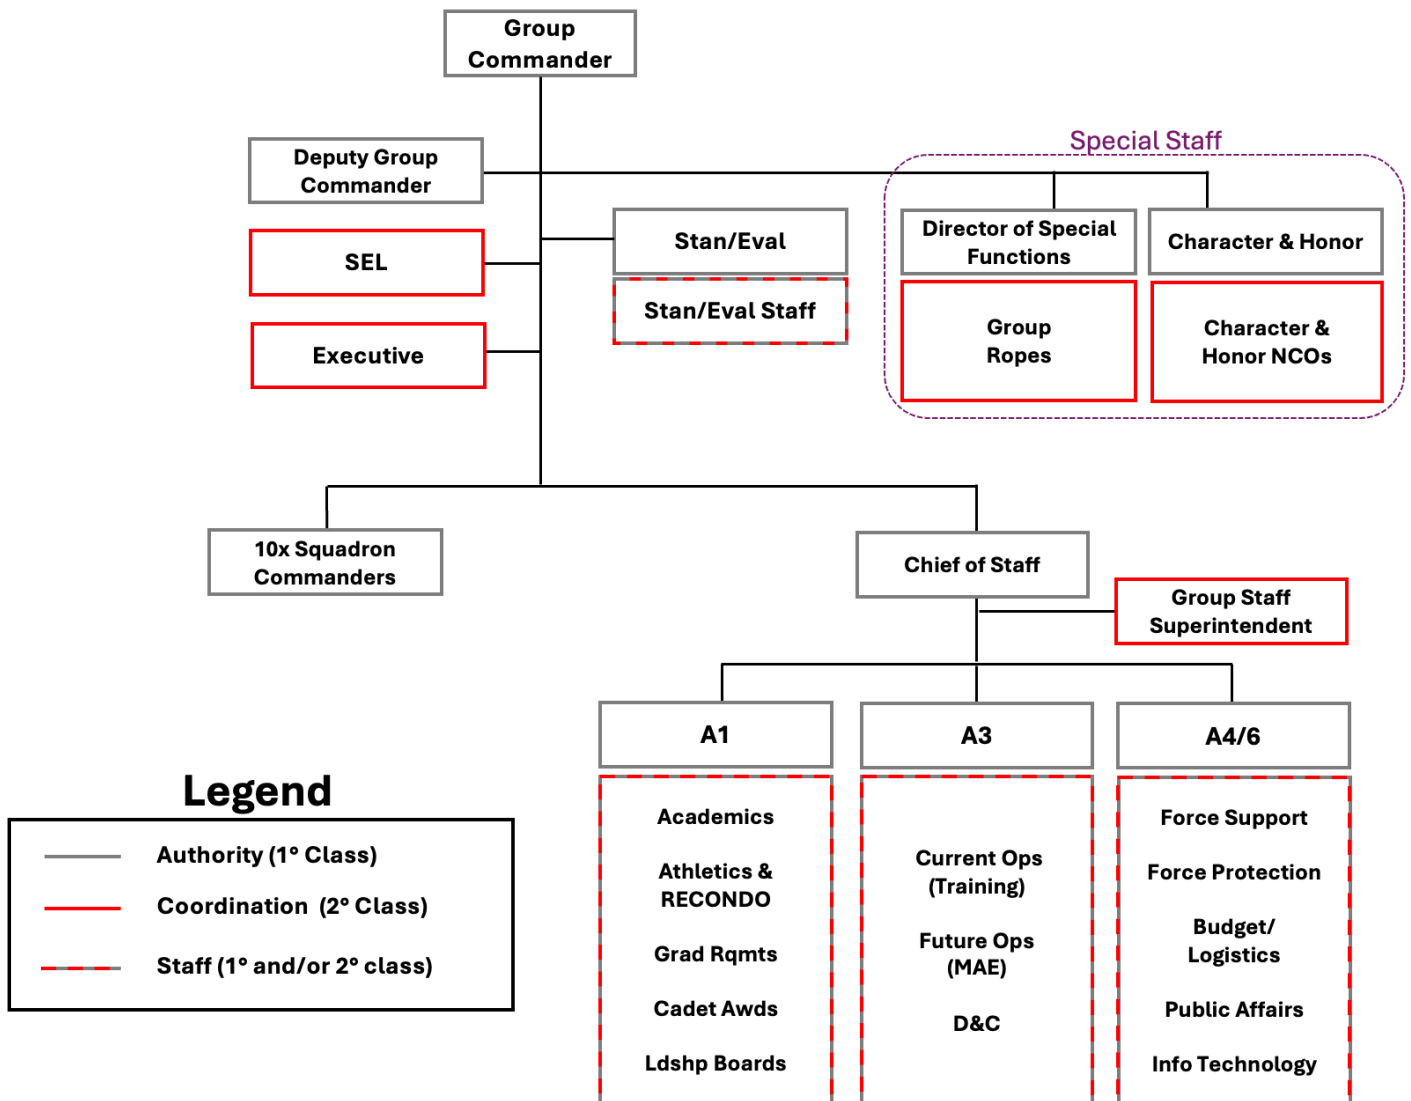 Group
Commander
Deputy Group
Commander
Special Staff
SEL
Stan/Eval
Director of Special
Functions
Character & Honor
Stan/Eval Staff
Executive
Group
Ropes
Character &
Honor NCOs
10x Squadron
Commanders
Chief of Staff
Group Staff
Superintendent
A1
A3
A4/6
Academics
Athletics &
RECONDO
Grad Rqmts
Cadet Awds
Ldshp Boards
Current Ops
(Training)
Future Ops
(MAE)
D&C
Force Support
Force Protection
Budget/
Logistics
Public Affairs
Info Technology
Legend
Authority (1° Class)
Coordination (2° Class)
Staff (1° and/or 2° class)